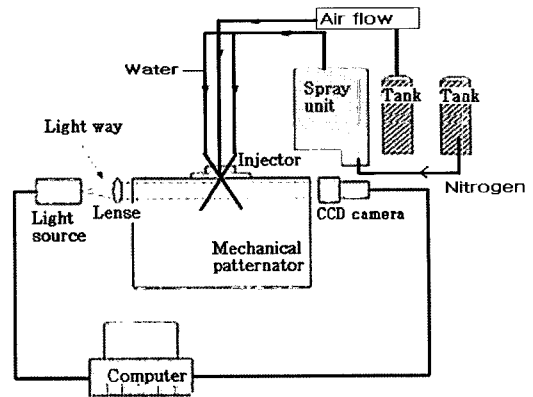 Air flow
Water
Spray
unit
Tank
Tank
Light way
Injector
Nitrogen
Light
source
Lense
CCD camera
Mechanical
patternator
Computer